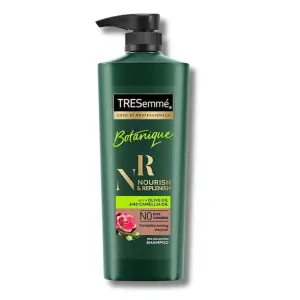 TRESemmé
USED BY PROFESSIONALS
Botanique
NR
NOURISH
& REPLENISH
WITH OLIVE OIL
AND CAMELLIA OIL
NO
SHAMPOO